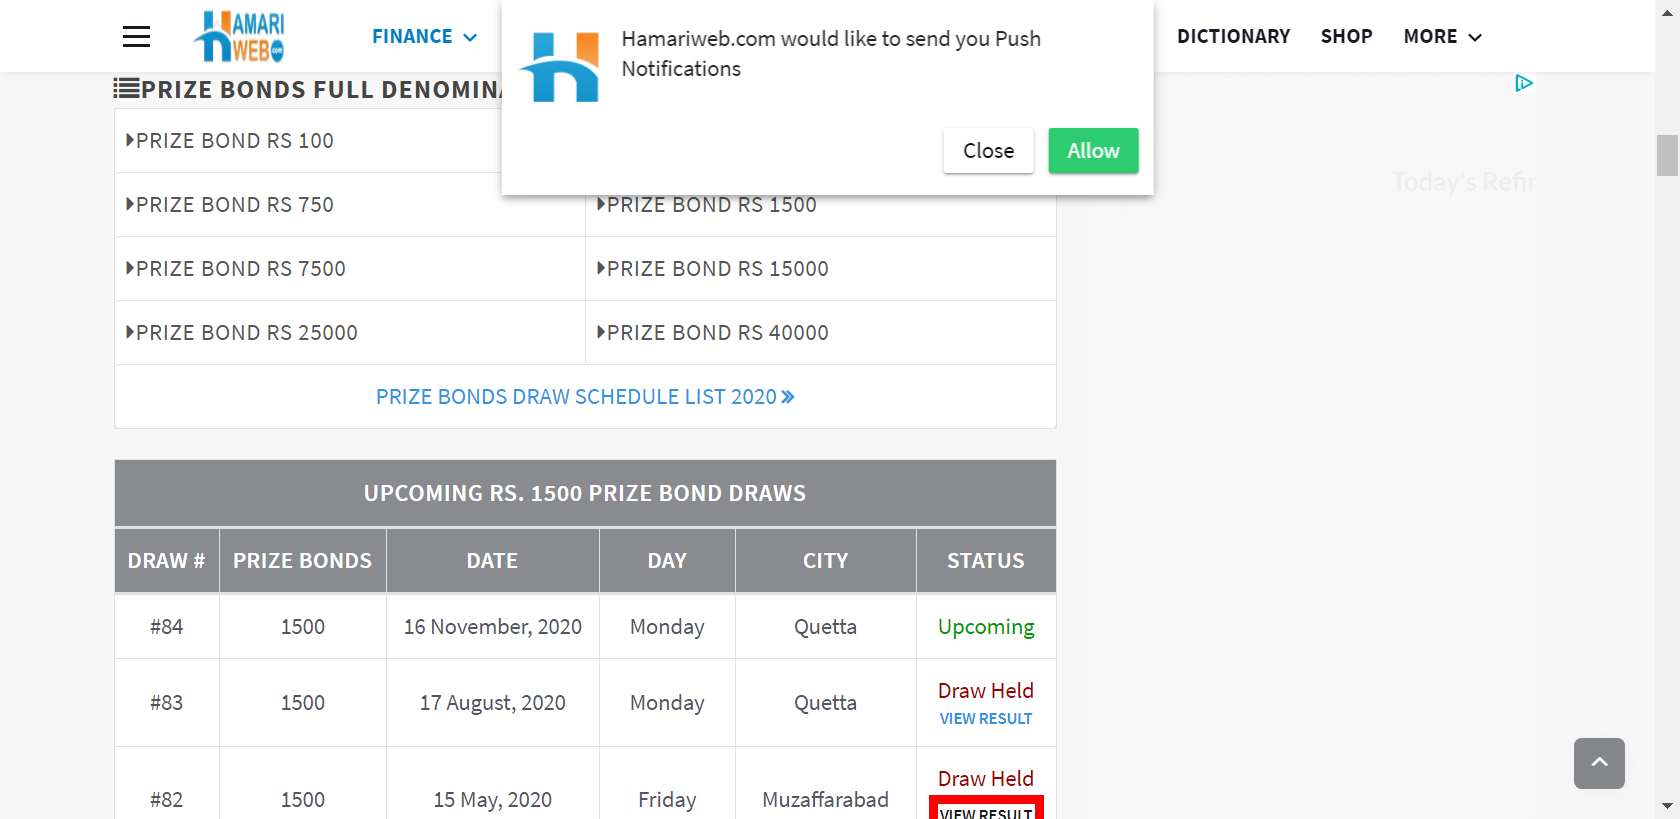 HAMARI
WEB.com
FINANCE
DICTIONARY
SHOP
MORE
Hamariweb.com would like to send you Push
Notifications
Close
Allow
PRIZE BONDS FULL DENOMINA
PRIZE BOND RS 100
PRIZE BOND RS 750
PRIZE BOND RS 1500
PRIZE BOND RS 7500
PRIZE BOND RS 15000
PRIZE BOND RS 25000
PRIZE BOND RS 40000
PRIZE BONDS DRAW SCHEDULE LIST 2020 »
Today's Refin
UPCOMING RS. 1500 PRIZE BOND DRAWS
DRAW # PRIZE BONDS DATE DAY CITY STATUS
#84 1500 16 November, 2020 Monday Quetta Upcoming
#83 1500 17 August, 2020 Monday Quetta Draw Held
VIEW RESULT
#82 1500 15 May, 2020 Friday Muzaffarabad Draw Held
VIEW RESULT